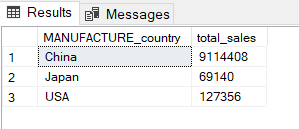 Results Messages
MANUFACTURE_country total_sales
1 China 9114408
2 Japan 69140
3 USA 127356